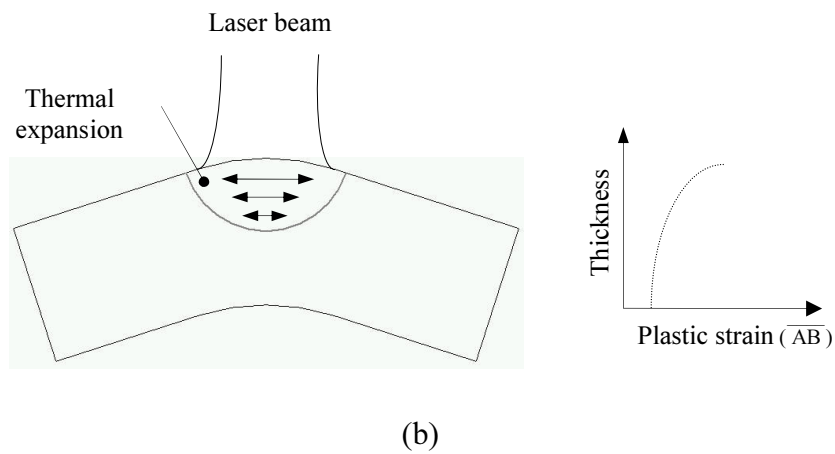 Laser beam
Thermal
expansion
Thickness
Plastic strain (AB)
(b)